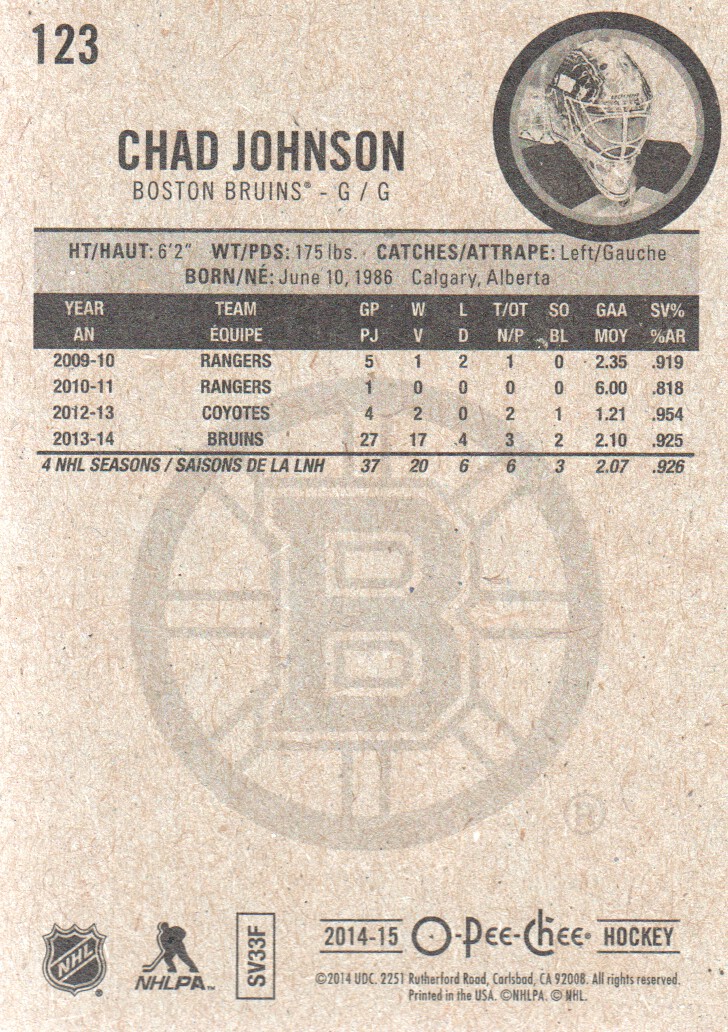 123
CHAD JOHNSON
BOSTON BRUINS® - G / G
HT/HAUT: 6'2" WT/PDS: 175 lbs. CATCHES/ATTRAPE: Left/Gauche
BORN/NÉ: June 10, 1986 Calgary, Alberta
YEAR TEAM GP W L T/OT SO GAA SV%
AN ÉQUIPE PJ V D N/P BL MOY %AR
2009-10 RANGERS 5 1 2 1 0 2.35 .919
2010-11 RANGERS 1 0 0 0 0 6.00 .818
2012-13 COYOTES 4 2 0 2 1 1.21 .954
2013-14 BRUINS 27 17 4 3 2 2.10 .925
4 NHL SEASONS / SAISONS DE LA LNH 37 20 6 6 3 2.07 .926
B
®
NHL ®
NHLPA™
SV33F
2014-15 O-Pee-Chee® HOCKEY
©2014 UDC. 2251 Rutherford Road, Carlsbad, CA 92008. All rights reserved.
Printed in the USA. ©NHLPA. © NHL.